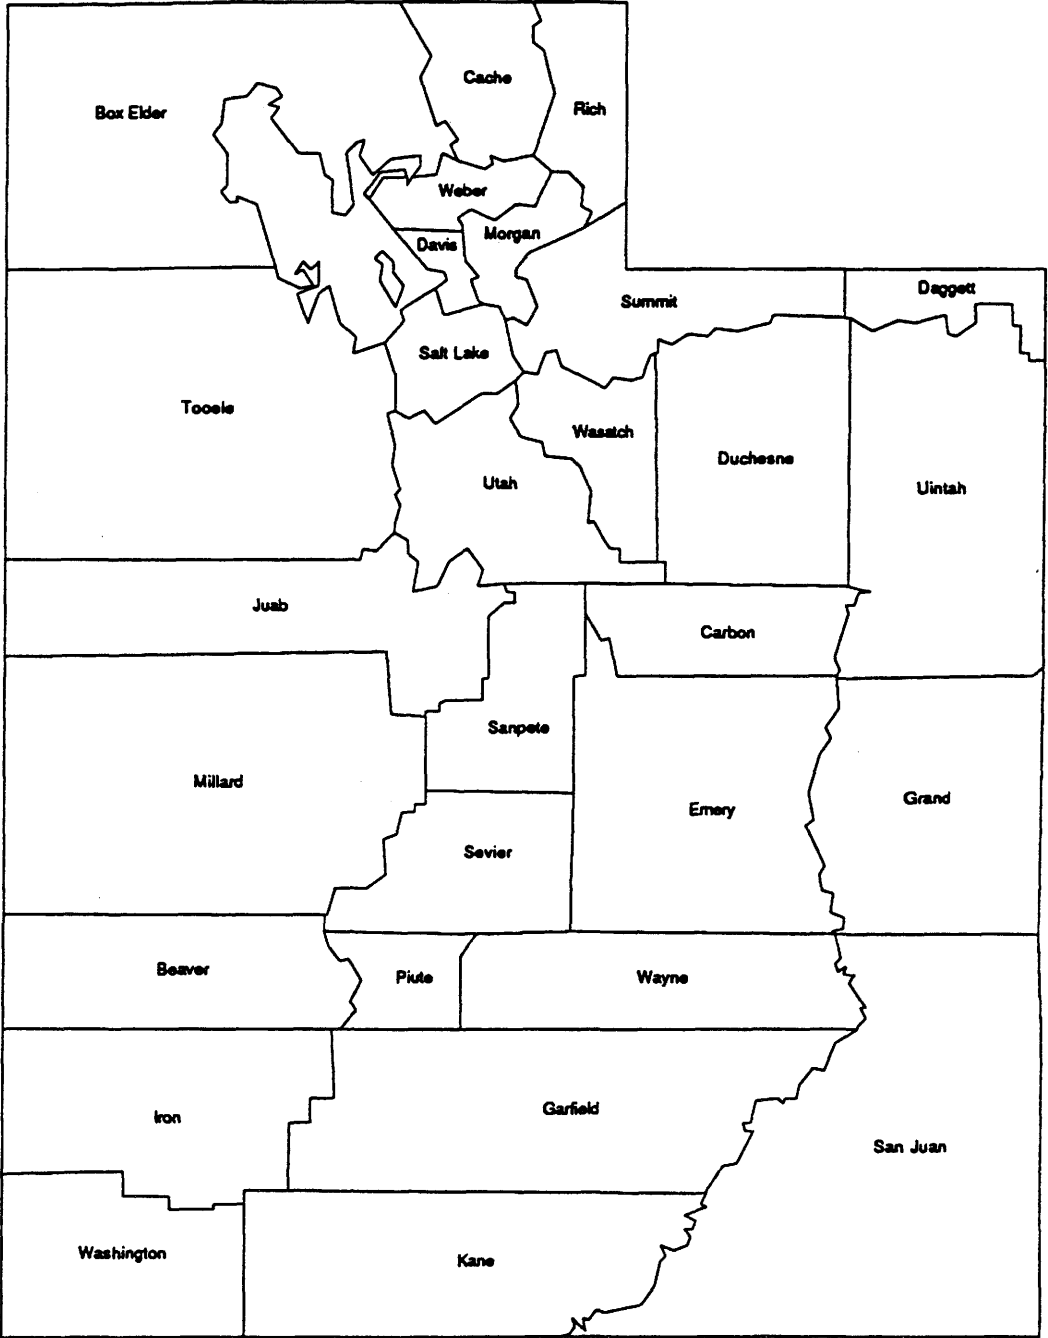 Cache
Box Elder
Rich
Weber
Morgan
Davis
Daggett
Summit
Salt Lake
Tooele
Wasatch
Duchesne
Utah
Uintah
Juab
Carbon
Sanpete
Millard
Grand
Emery
Sevier
Beaver
Piute
Wayne
Garfield
Iron
San Juan
Washington
Kane